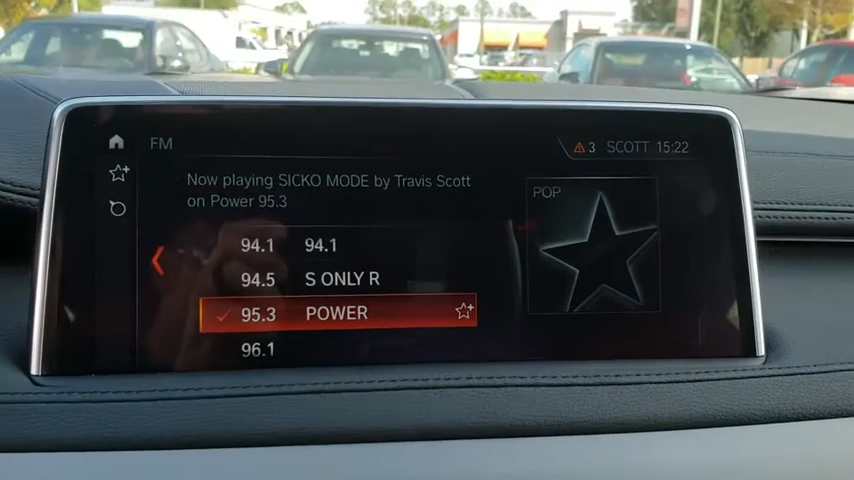 FM
3 SCOTT 15:22
Now playing SICKO MODE by Travis Scott
on Power 95.3
POP
94.1 94.1
94.5 S ONLY R
95.3 POWER
96.1